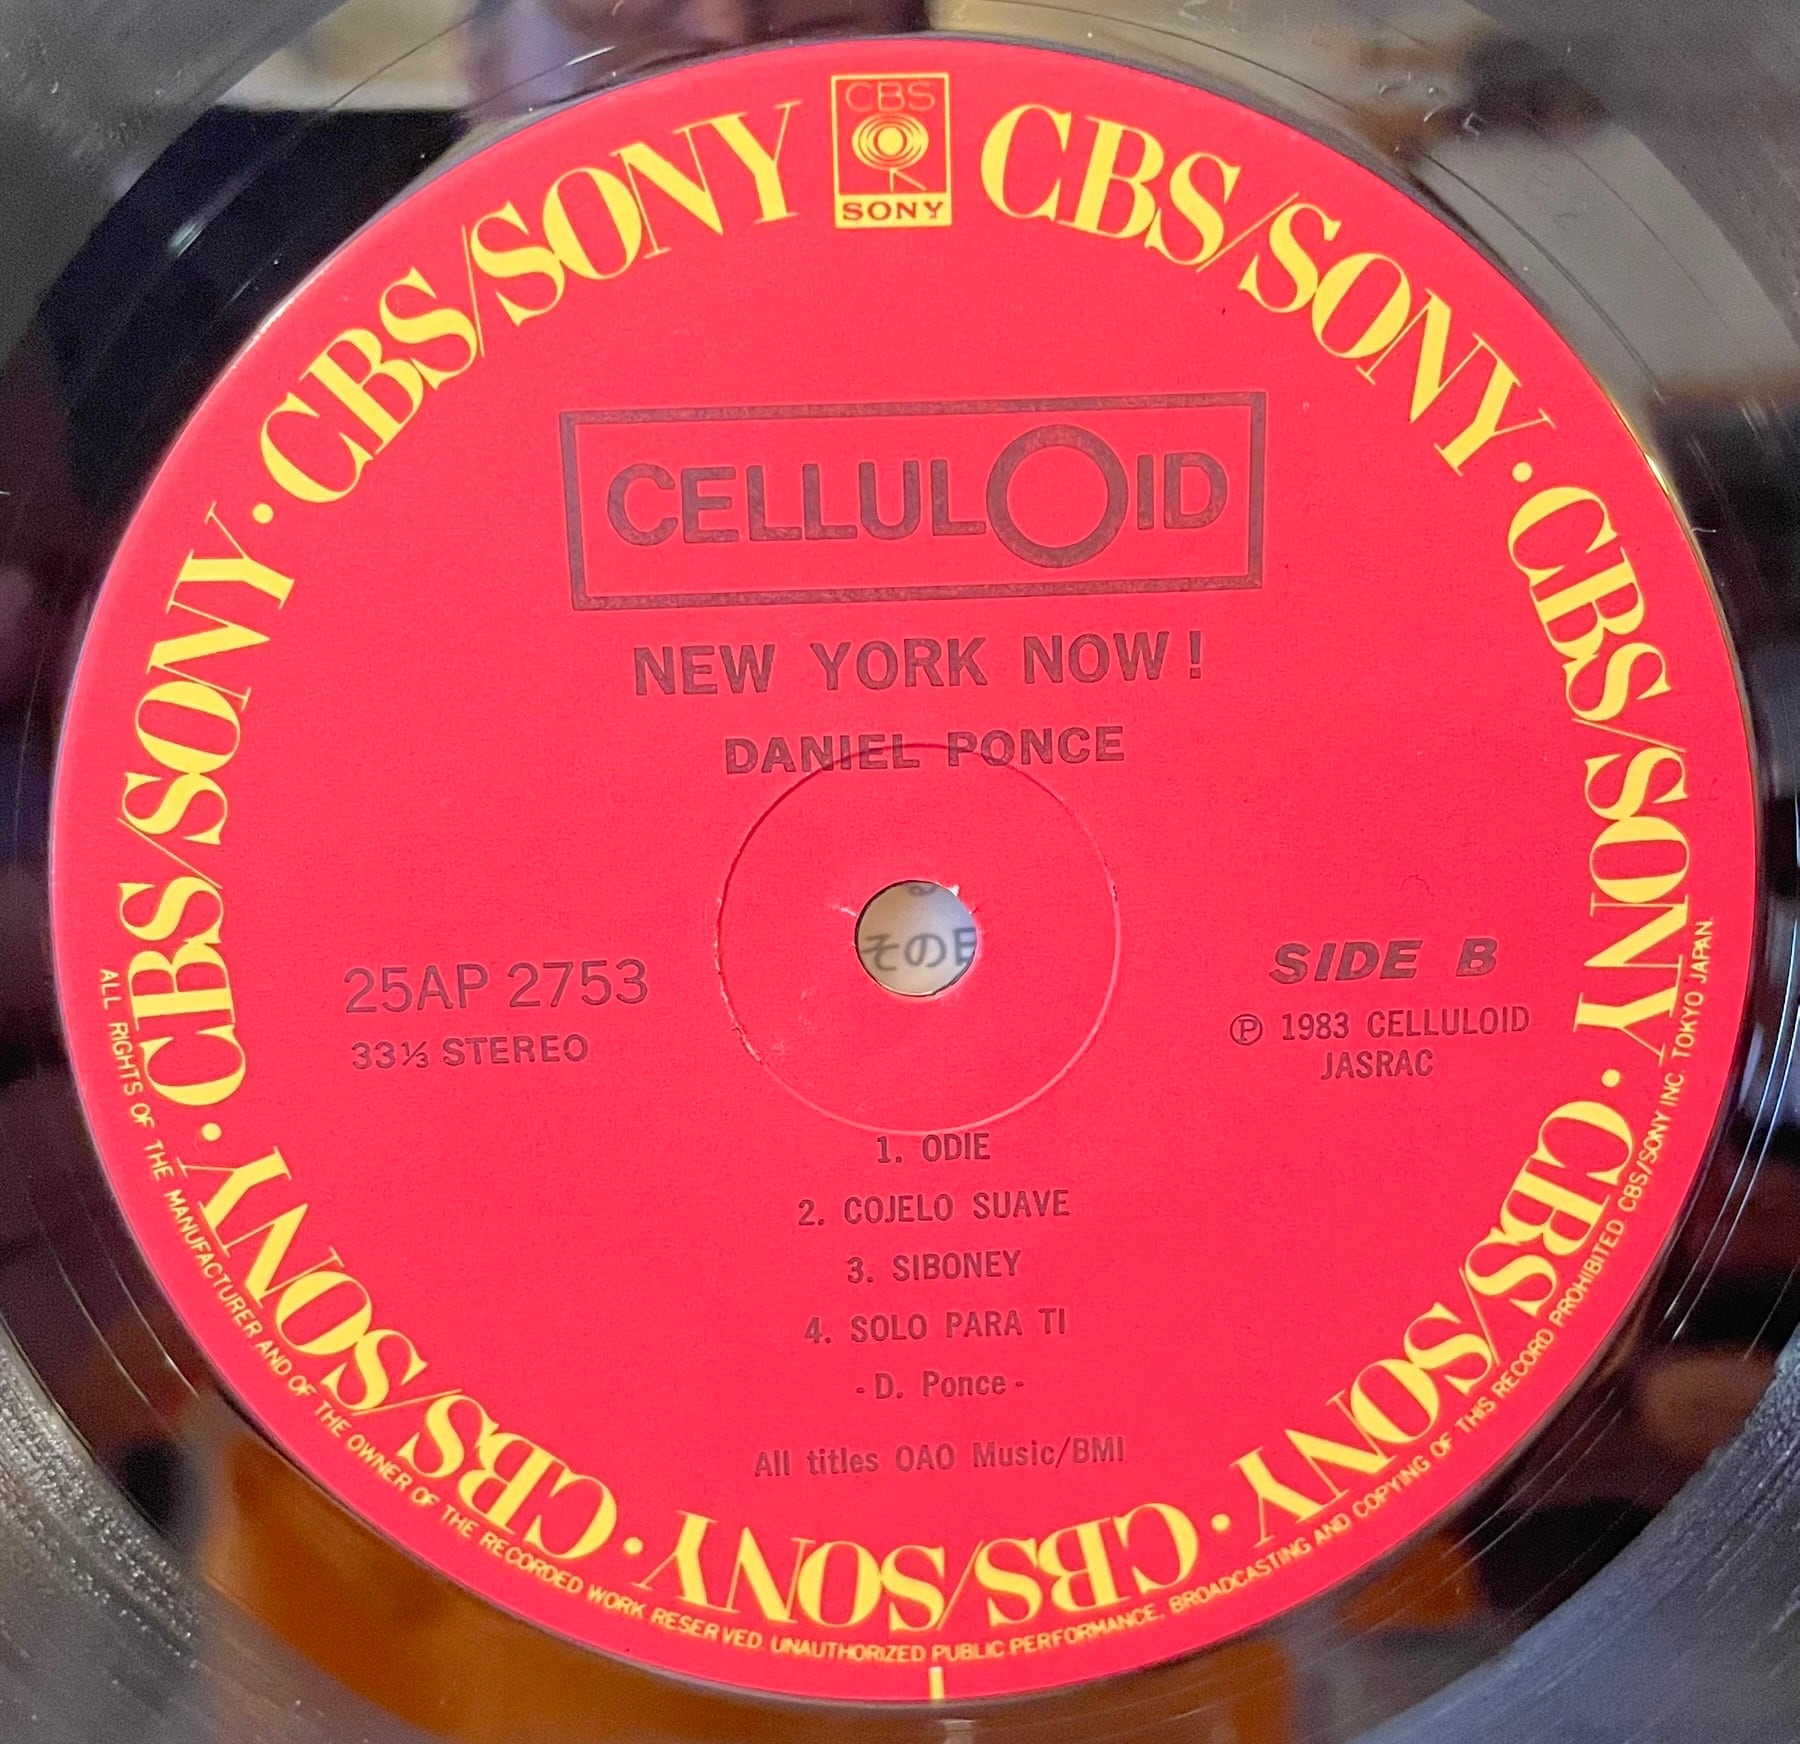 CBS
SONY
CBS/SONY · CBS/SONY · CBS/SONY · CBS/SONY · CBS/SONY · CBS/SONY · CBS/SONY · CBS/SONY
CELLULOID
NEW YORK NOW!
DANIEL PONCE
その日
25AP 2753
33⅓ STEREO
SIDE B
Ⓟ 1983 CELLULOID
JASRAC
1. ODIE
2. COJELO SUAVE
3. SIBONEY
4. SOLO PARA TI
- D. Ponce -
All titles OAO Music/BMI
ALL RIGHTS OF THE MANUFACTURER AND OF THE OWNER OF THE RECORDED WORK RESERVED. UNAUTHORIZED PUBLIC PERFORMANCE, BROADCASTING AND COPYING OF THIS RECORD PROHIBITED CBS/SONY INC. TOKYO JAPAN.